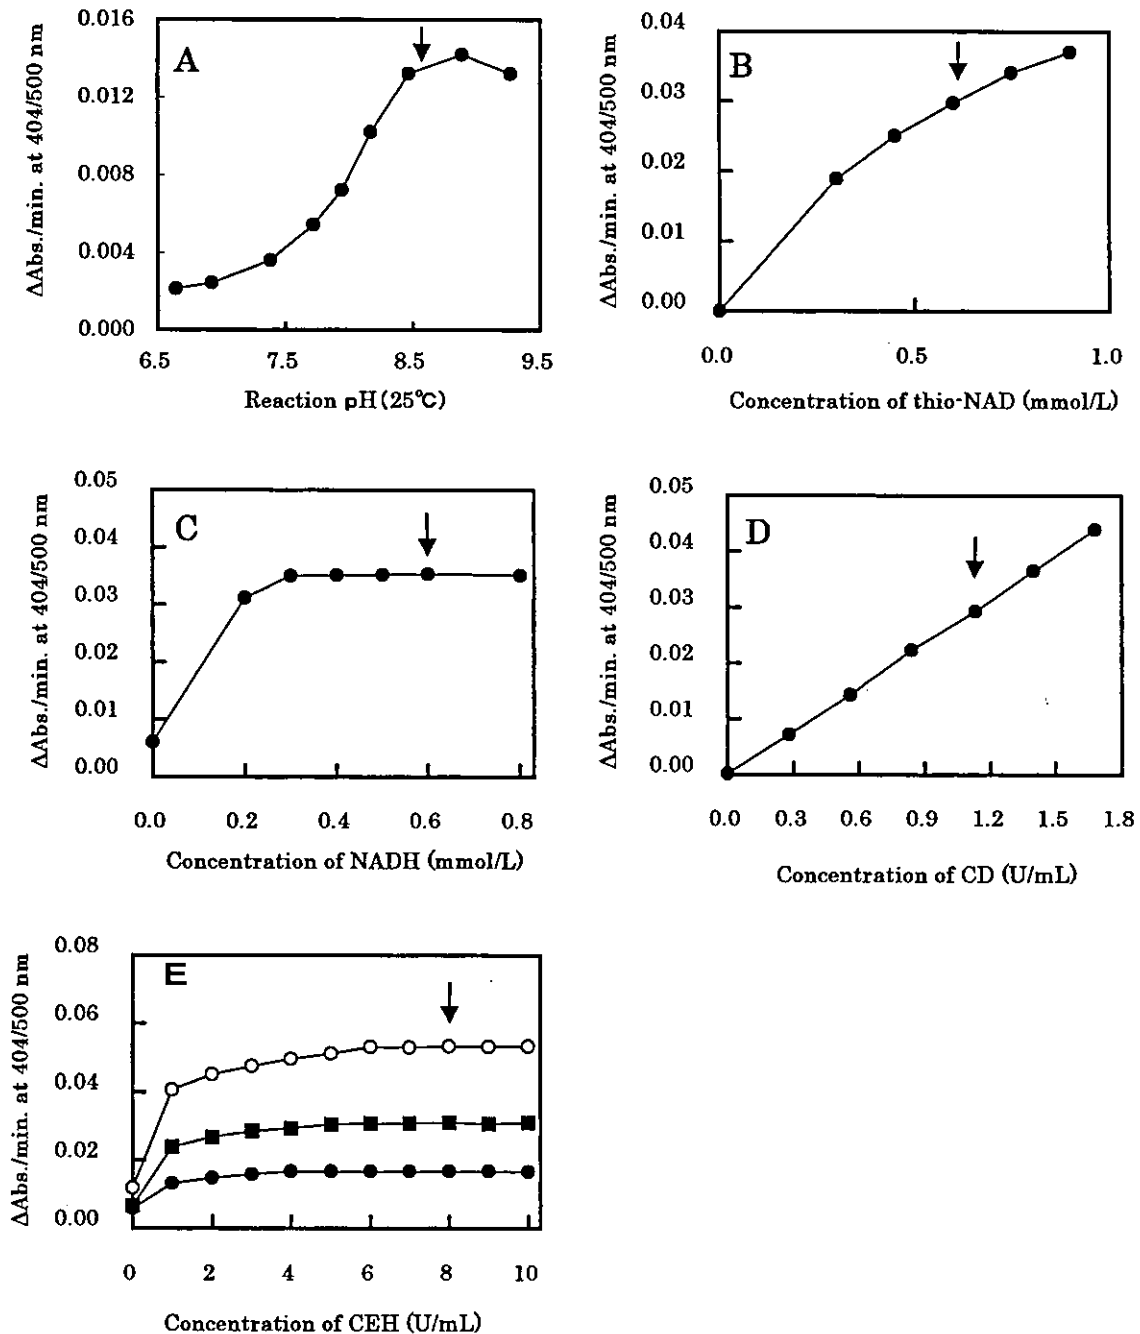 A
ΔAbs./min. at 404/500 nm
0.016
0.012
0.008
0.004
0.000
6.5 7.5 8.5 9.5
Reaction pH (25℃)
B
ΔAbs./min. at 404/500 nm
0.04
0.03
0.02
0.01
0.00
0.0 0.5 1.0
Concentration of thio-NAD (mmol/L)
C
ΔAbs./min. at 404/500 nm
0.05
0.04
0.03
0.02
0.01
0.00
0.0 0.2 0.4 0.6 0.8
Concentration of NADH (mmol/L)
D
ΔAbs./min. at 404/500 nm
0.05
0.04
0.03
0.02
0.01
0.00
0.0 0.3 0.6 0.9 1.2 1.5 1.8
Concentration of CD (U/mL)
E
ΔAbs./min. at 404/500 nm
0.08
0.06
0.04
0.02
0.00
0 2 4 6 8 10
Concentration of CEH (U/mL)